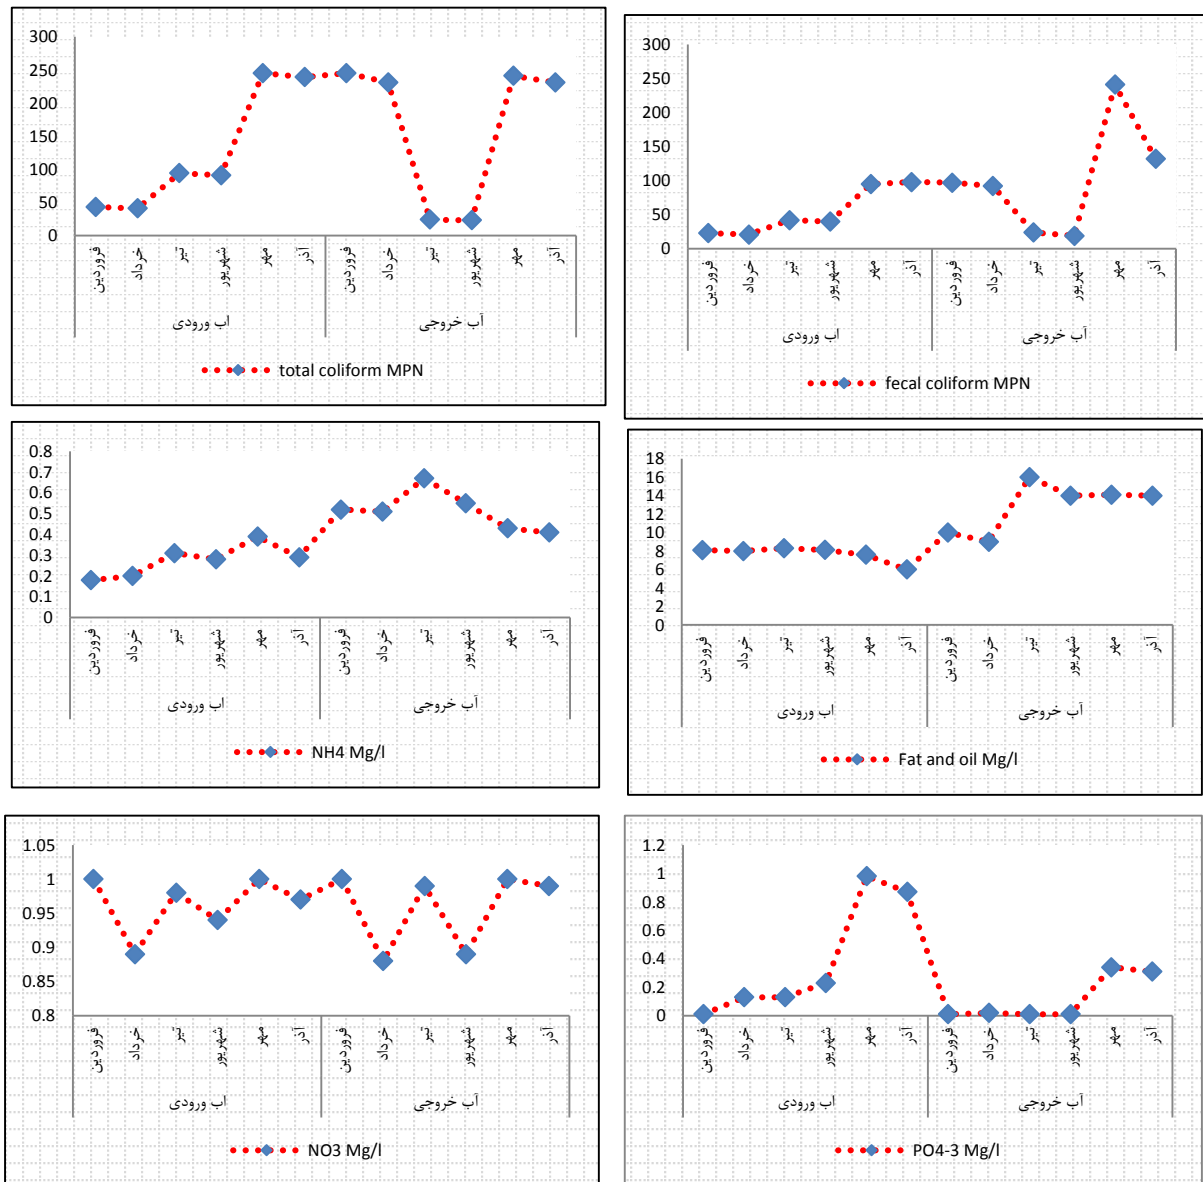 300
250
200
150
100
50
0
فروردین
خرداد
تیر
شهریور
مهر
آذر
فروردین
خرداد
تیر
شهریور
مهر
آذر
اب ورودی
آب خروجی
total coliform MPN
300
250
200
150
100
50
0
فروردین
خرداد
تیر
شهریور
مهر
آذر
فروردین
خرداد
تیر
شهریور
مهر
آذر
اب ورودی
آب خروجی
fecal coliform MPN
0.8
0.7
0.6
0.5
0.4
0.3
0.2
0.1
0
فروردین
خرداد
تیر
شهریور
مهر
آذر
فروردین
خرداد
تیر
شهریور
مهر
آذر
اب ورودی
آب خروجی
NH4 Mg/l
18
16
14
12
10
8
6
4
2
0
فروردین
خرداد
تیر
شهریور
مهر
آذر
فروردین
خرداد
تیر
شهریور
مهر
آذر
اب ورودی
آب خروجی
Fat and oil Mg/l
1.05
1
0.95
0.9
0.85
0.8
فروردین
خرداد
تیر
شهریور
مهر
آذر
فروردین
خرداد
تیر
شهریور
مهر
آذر
اب ورودی
آب خروجی
NO3 Mg/l
1.2
1
0.8
0.6
0.4
0.2
0
فروردین
خرداد
تیر
شهریور
مهر
آذر
فروردین
خرداد
تیر
شهریور
مهر
آذر
اب ورودی
آب خروجی
PO4-3 Mg/l